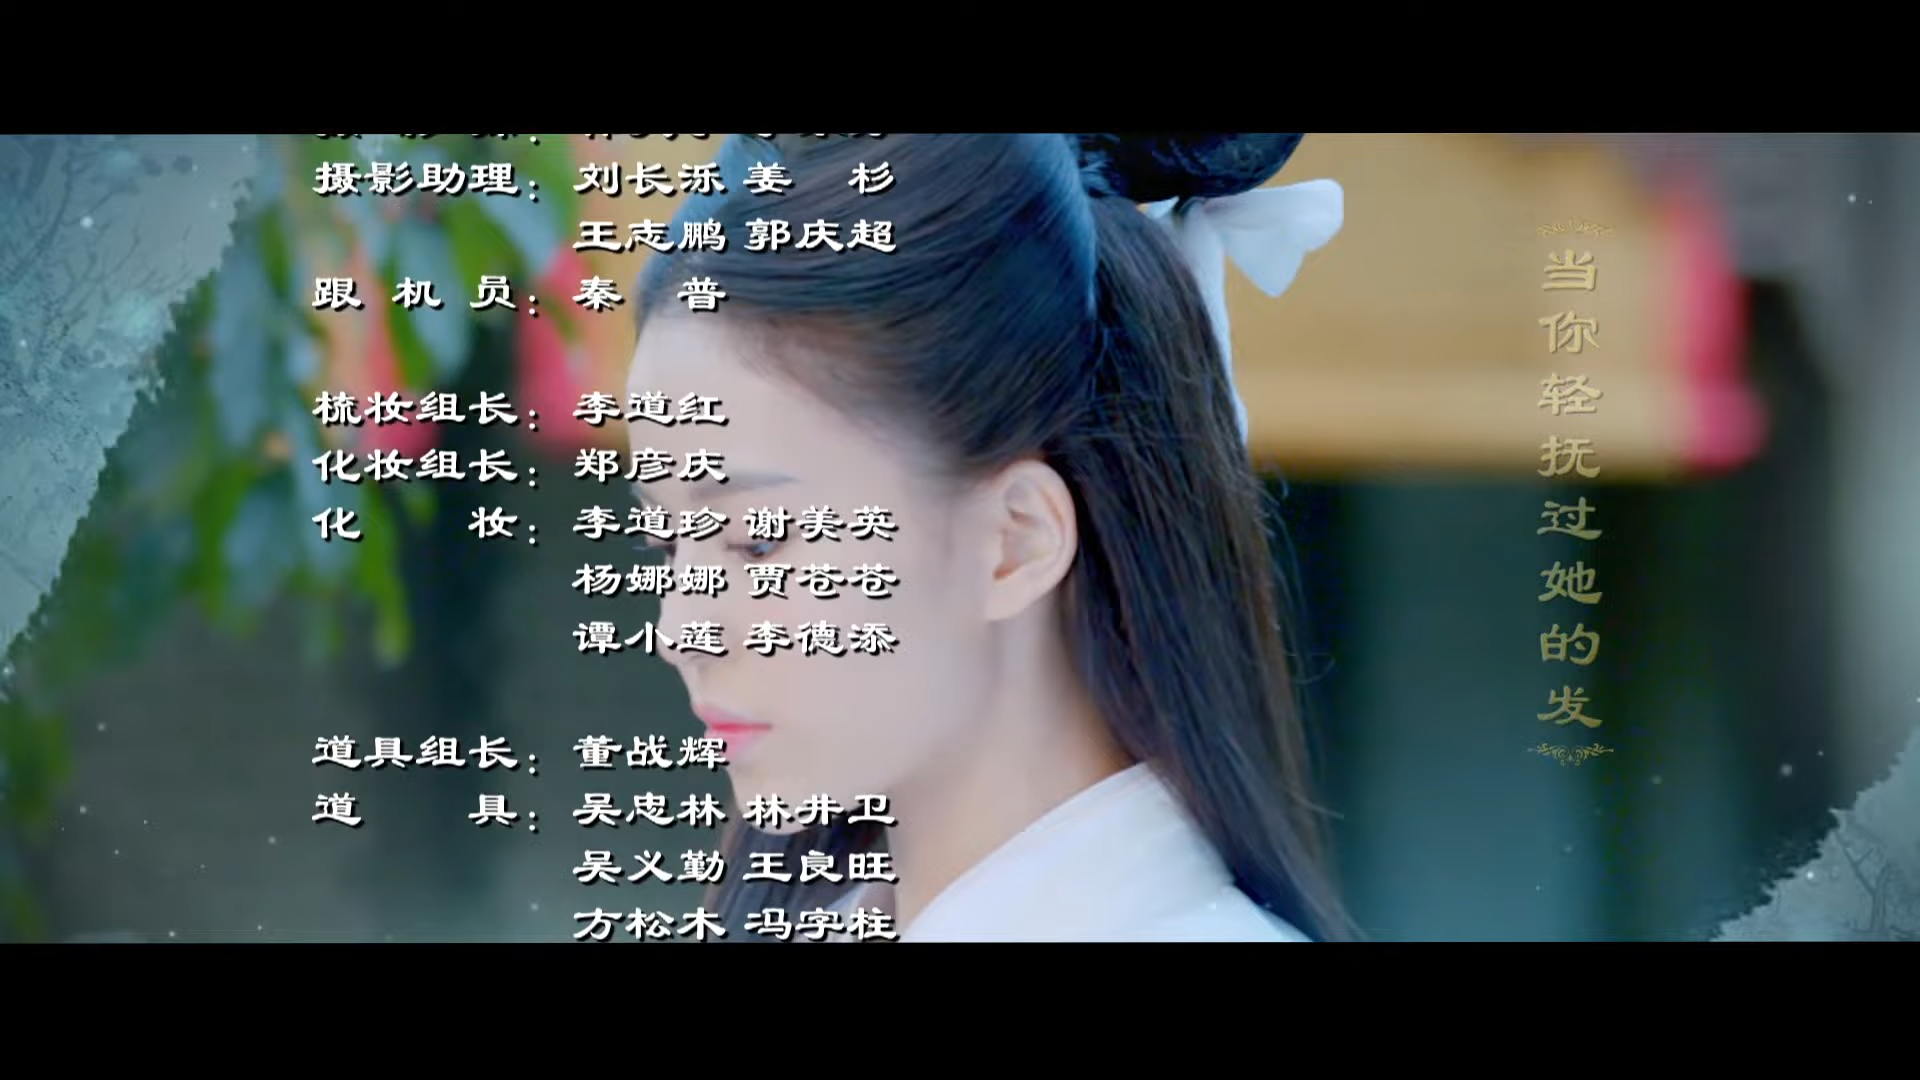 摄影助理：刘长泺 姜 杉
王志鹏 郭庆超
跟机员：秦 普
梳妆组长：李道红
化妆组长：郑彦庆
化 妆：李道珍 谢美英
杨娜娜 贾苍苍
谭小莲 李德添
道具组长：董战辉
道 具：吴忠林 林井卫
吴义勤 王良旺
方松木 冯字柱
当你轻抚过她的发